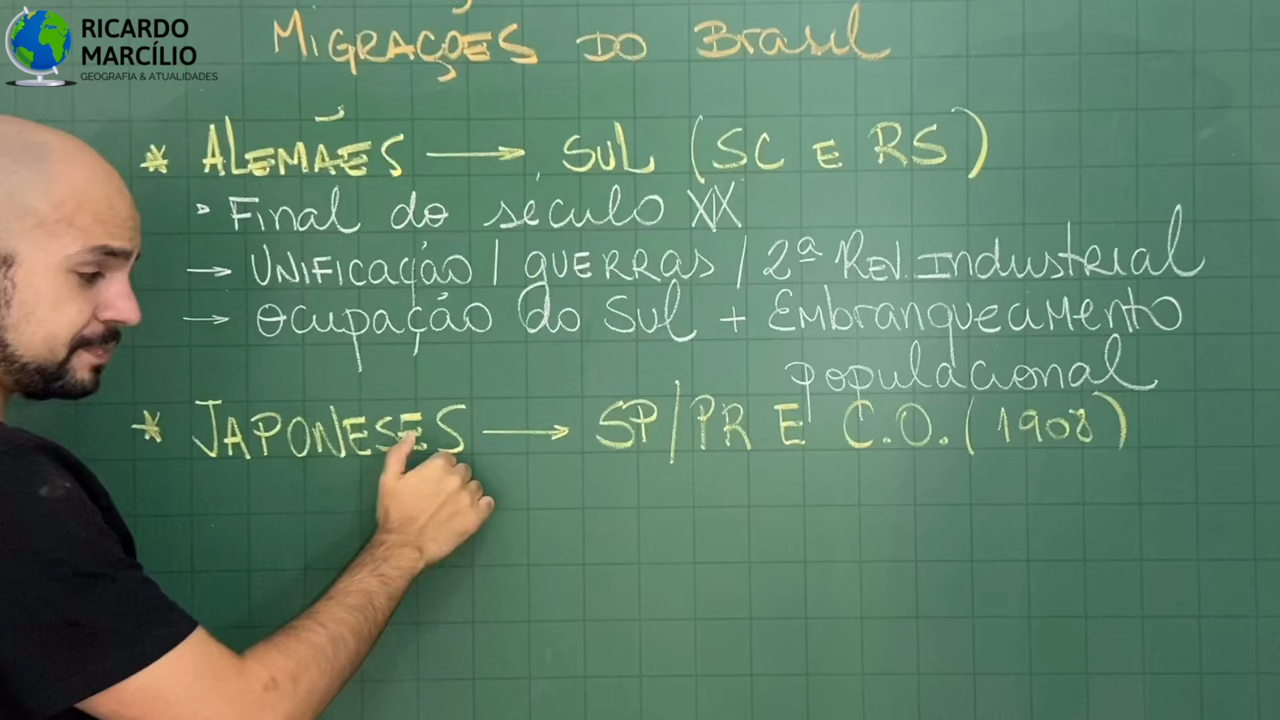 RICARDO
MARCÍLIO
GEOGRAFIA & ATUALIDADES
MIGRAÇÕES DO Brasil
* ALEMÃES → SUL (SC E RS)
Final do século XX
→ UNIFICAÇÃO / GUERRAS / 2ª REV. Industrial
→ Ocupação do Sul + Embranquecimento
populacional
* JAPONESES → SP/PR E C.O. (1908)